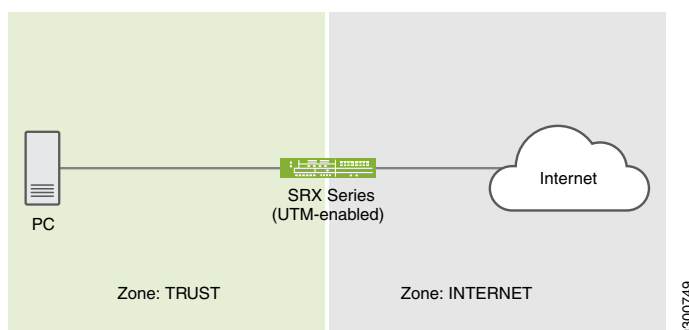 Internet
SRX Series
(UTM-enabled)
PC
Zone: TRUST
Zone: INTERNET
300749